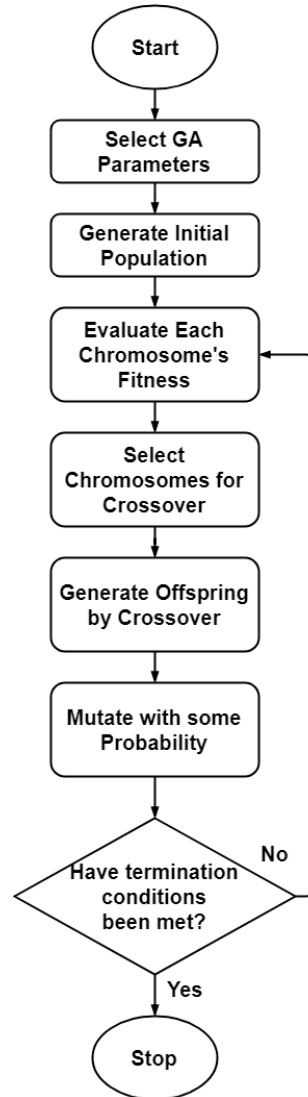 Start
Select GA
Parameters
Generate Initial
Population
Evaluate Each
Chromosome's
Fitness
Select
Chromosomes for
Crossover
Generate Offspring
by Crossover
Mutate with some
Probability
Have termination
conditions
been met?
No
Yes
Stop